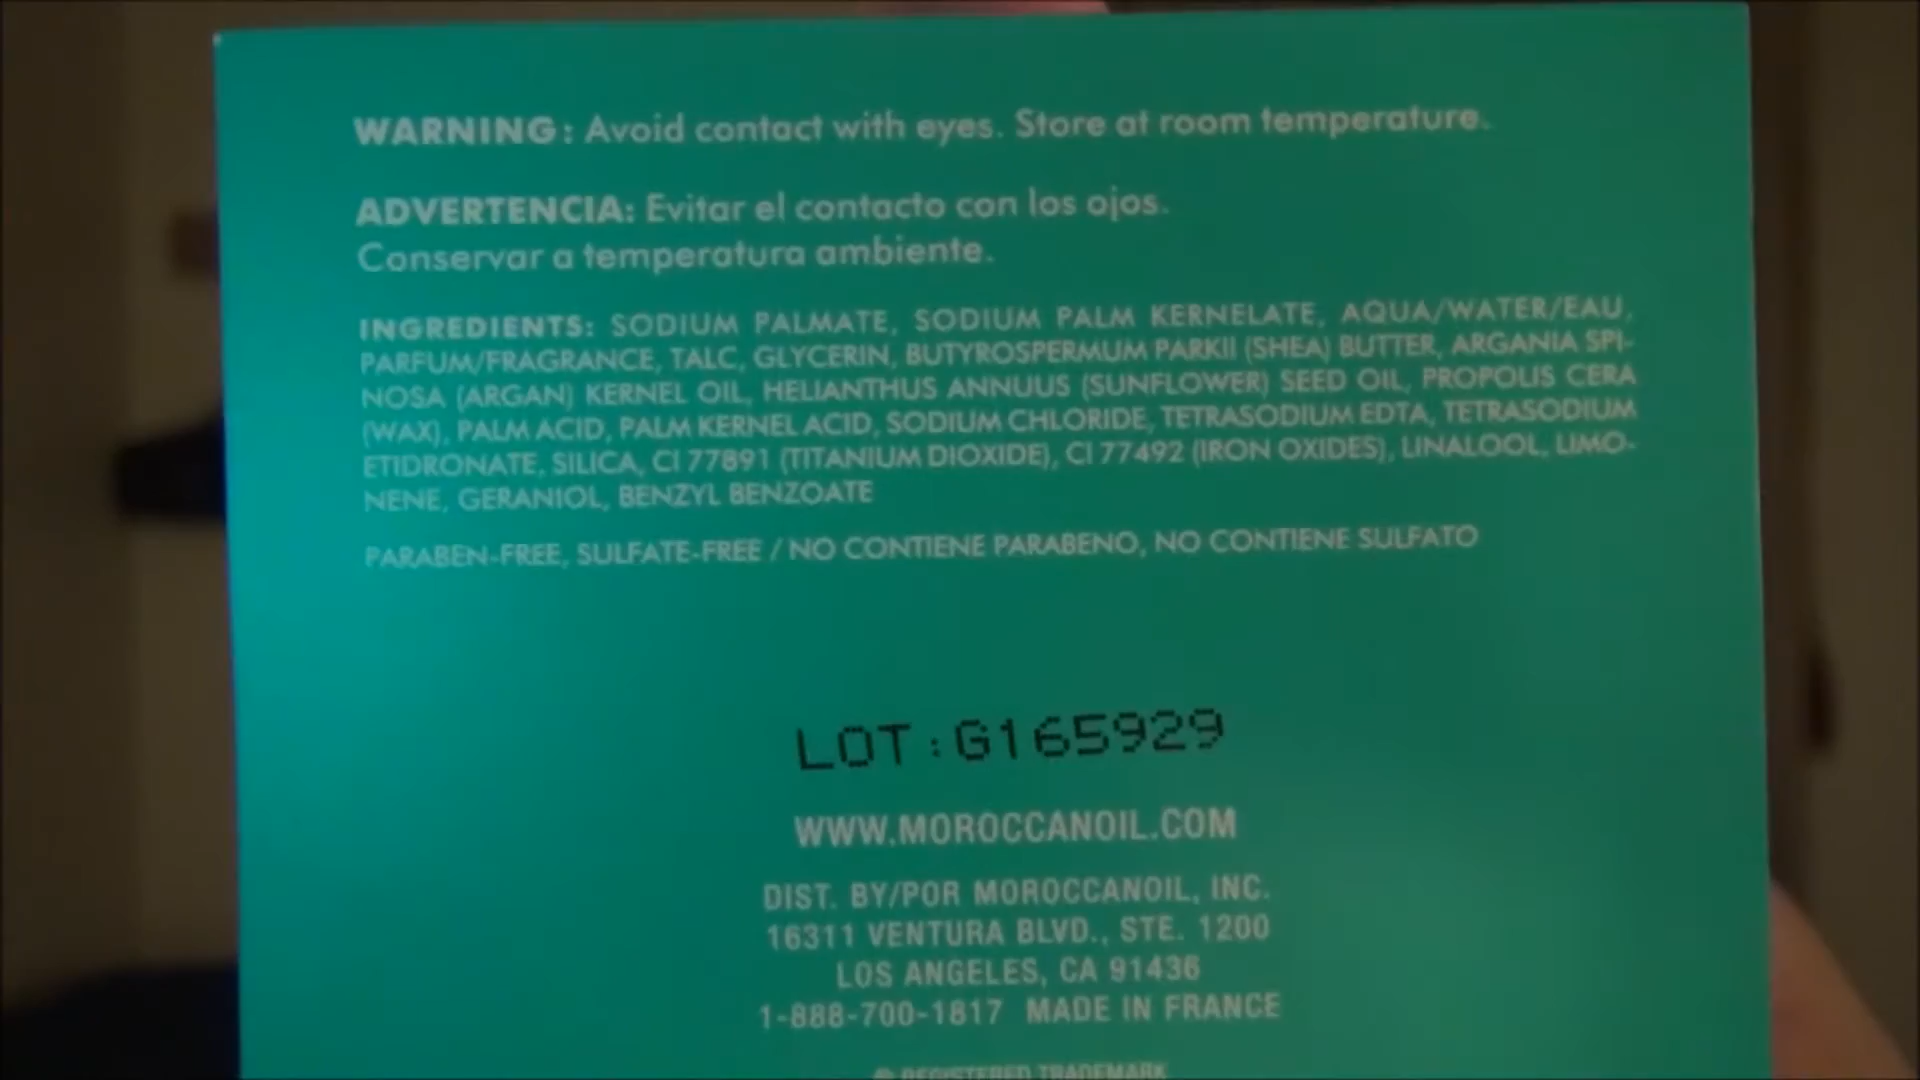 WARNING: Avoid contact with eyes. Store at room temperature.
ADVERTENCIA: Evitar el contacto con los ojos.
Conservar a temperatura ambiente.
INGREDIENTS: SODIUM PALMATE, SODIUM PALM KERNELATE, AQUA/WATER/EAU,
PARFUM/FRAGRANCE, TALC, GLYCERIN, BUTYROSPERMUM PARKII (SHEA) BUTTER, ARGANIA SPI-
NOSA (ARGAN) KERNEL OIL, HELIANTHUS ANNUUS (SUNFLOWER) SEED OIL, PROPOLIS CERA
(WAX), PALM ACID, PALM KERNEL ACID, SODIUM CHLORIDE, TETRASODIUM EDTA, TETRASODIUM
ETIDRONATE, SILICA, CI 77891 (TITANIUM DIOXIDE), CI 77492 (IRON OXIDES), LINALOOL, LIMO-
NENE, GERANIOL, BENZYL BENZOATE
PARABEN-FREE, SULFATE-FREE / NO CONTIENE PARABENO, NO CONTIENE SULFATO
LOT:G165929
WWW.MOROCCANOIL.COM
DIST. BY/POR MOROCCANOIL, INC.
16311 VENTURA BLVD., STE. 1200
LOS ANGELES, CA 91436
1-888-700-1817 MADE IN FRANCE
® REGISTERED TRADEMARK